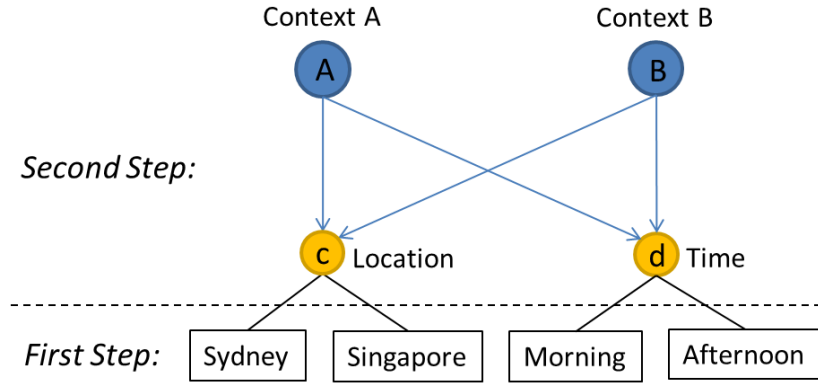 Context A Context B
A B
Second Step:
c Location d Time
First Step: Sydney Singapore Morning Afternoon